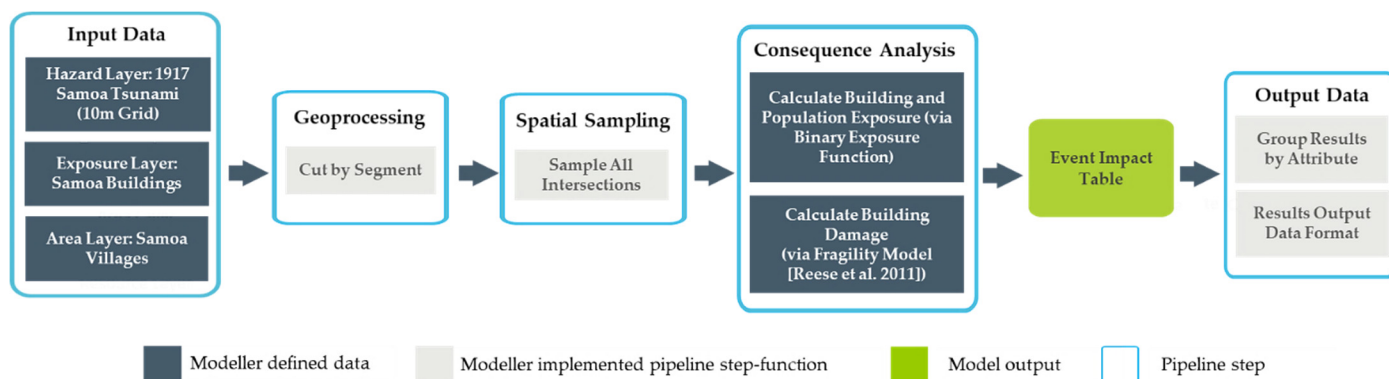 Input Data
Hazard Layer: 1917
Samoa Tsunami
(10m Grid)
Exposure Layer:
Samoa Buildings
Area Layer: Samoa
Villages
Geoprocessing
Cut by Segment
Spatial Sampling
Sample All
Intersections
Consequence Analysis
Calculate Building and
Population Exposure (via
Binary Exposure
Function)
Calculate Building
Damage
(via Fragility Model
[Reese et al. 2011])
Event Impact
Table
Output Data
Group Results
by Attribute
Results Output
Data Format
Modeller defined data
Modeller implemented pipeline step-function
Model output
Pipeline step